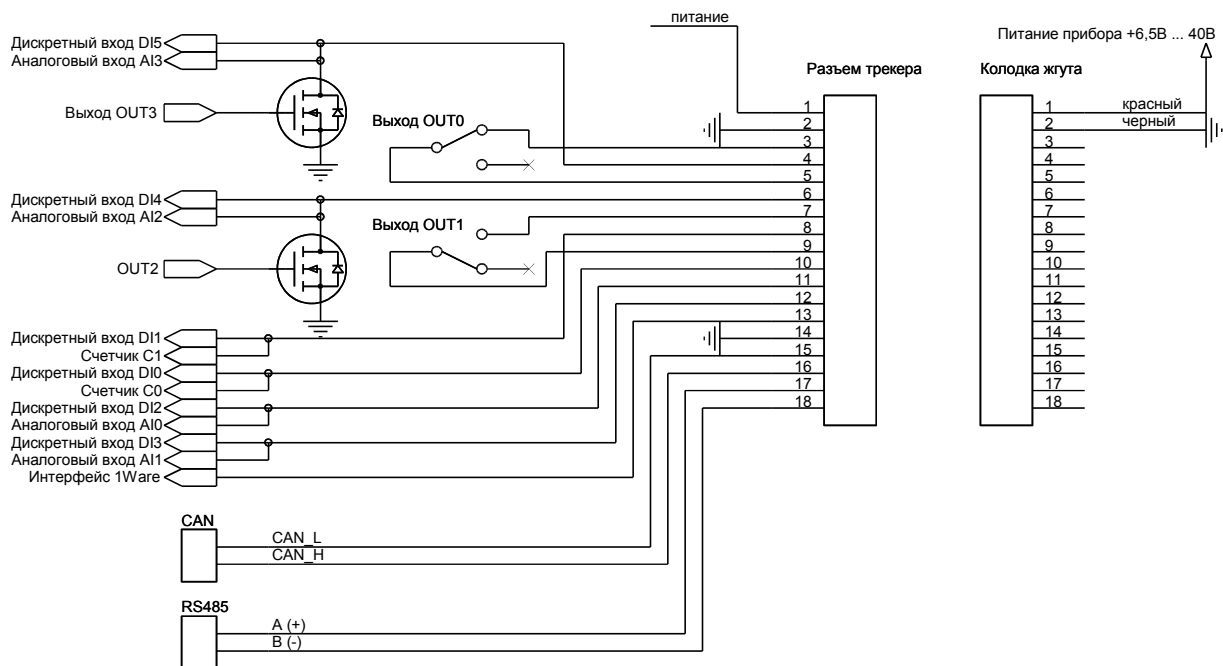 питание
Питание прибора +6,5В ... 40В
Дискретный вход DI5
Аналоговый вход AI3
Разъем трекера
Колодка жгута
Выход OUT3
Выход OUT0
1
2
3
4
5
6
7
8
9
10
11
12
13
14
15
16
17
18
1
2
3
4
5
6
7
8
9
10
11
12
13
14
15
16
17
18
красный
черный
Дискретный вход DI4
Аналоговый вход AI2
Выход OUT1
OUT2
Дискретный вход DI1
Счетчик C1
Дискретный вход DI0
Счетчик C0
Дискретный вход DI2
Аналоговый вход AI0
Дискретный вход DI3
Аналоговый вход AI1
Интерфейс 1Ware
CAN
CAN_L
CAN_H
RS485
A (+)
B (-)